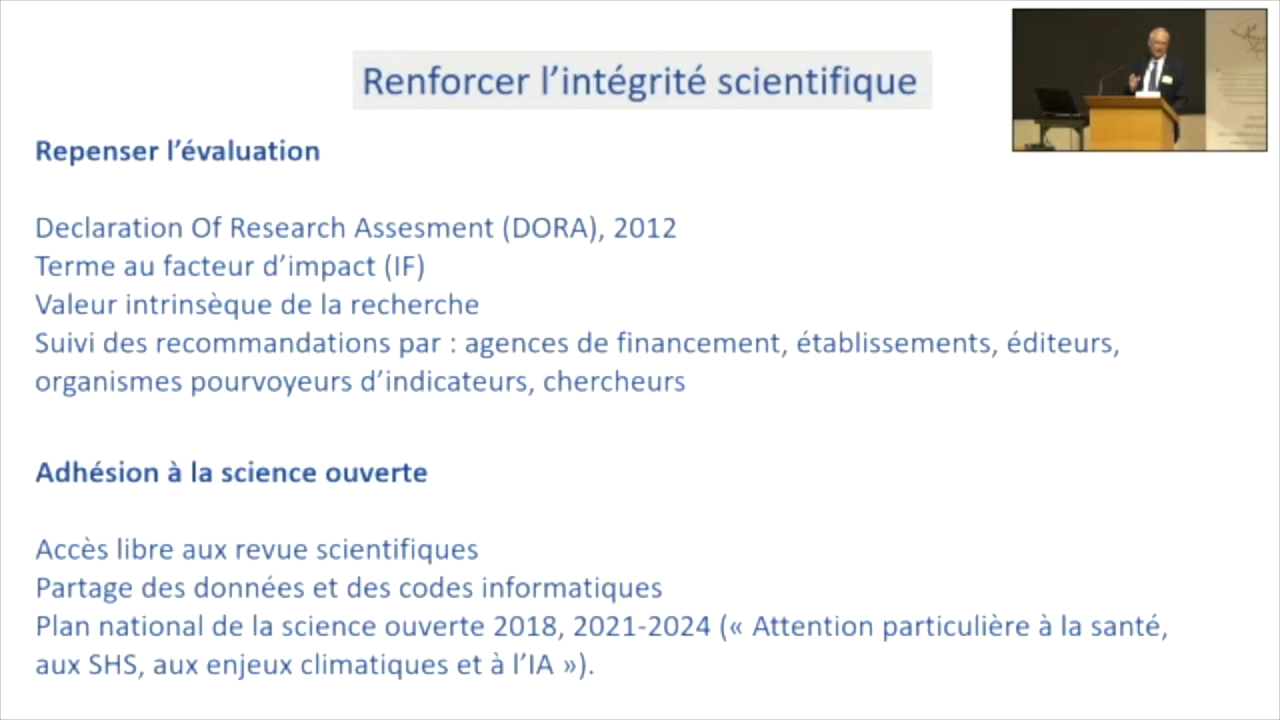 Renforcer l’intégrité scientifique
Repenser l’évaluation
Declaration Of Research Assesment (DORA), 2012
Terme au facteur d’impact (IF)
Valeur intrinsèque de la recherche
Suivi des recommandations par : agences de financement, établissements, éditeurs,
organismes pourvoyeurs d’indicateurs, chercheurs
Adhésion à la science ouverte
Accès libre aux revue scientifiques
Partage des données et des codes informatiques
Plan national de la science ouverte 2018, 2021-2024 (« Attention particulière à la santé,
aux SHS, aux enjeux climatiques et à l’IA »).